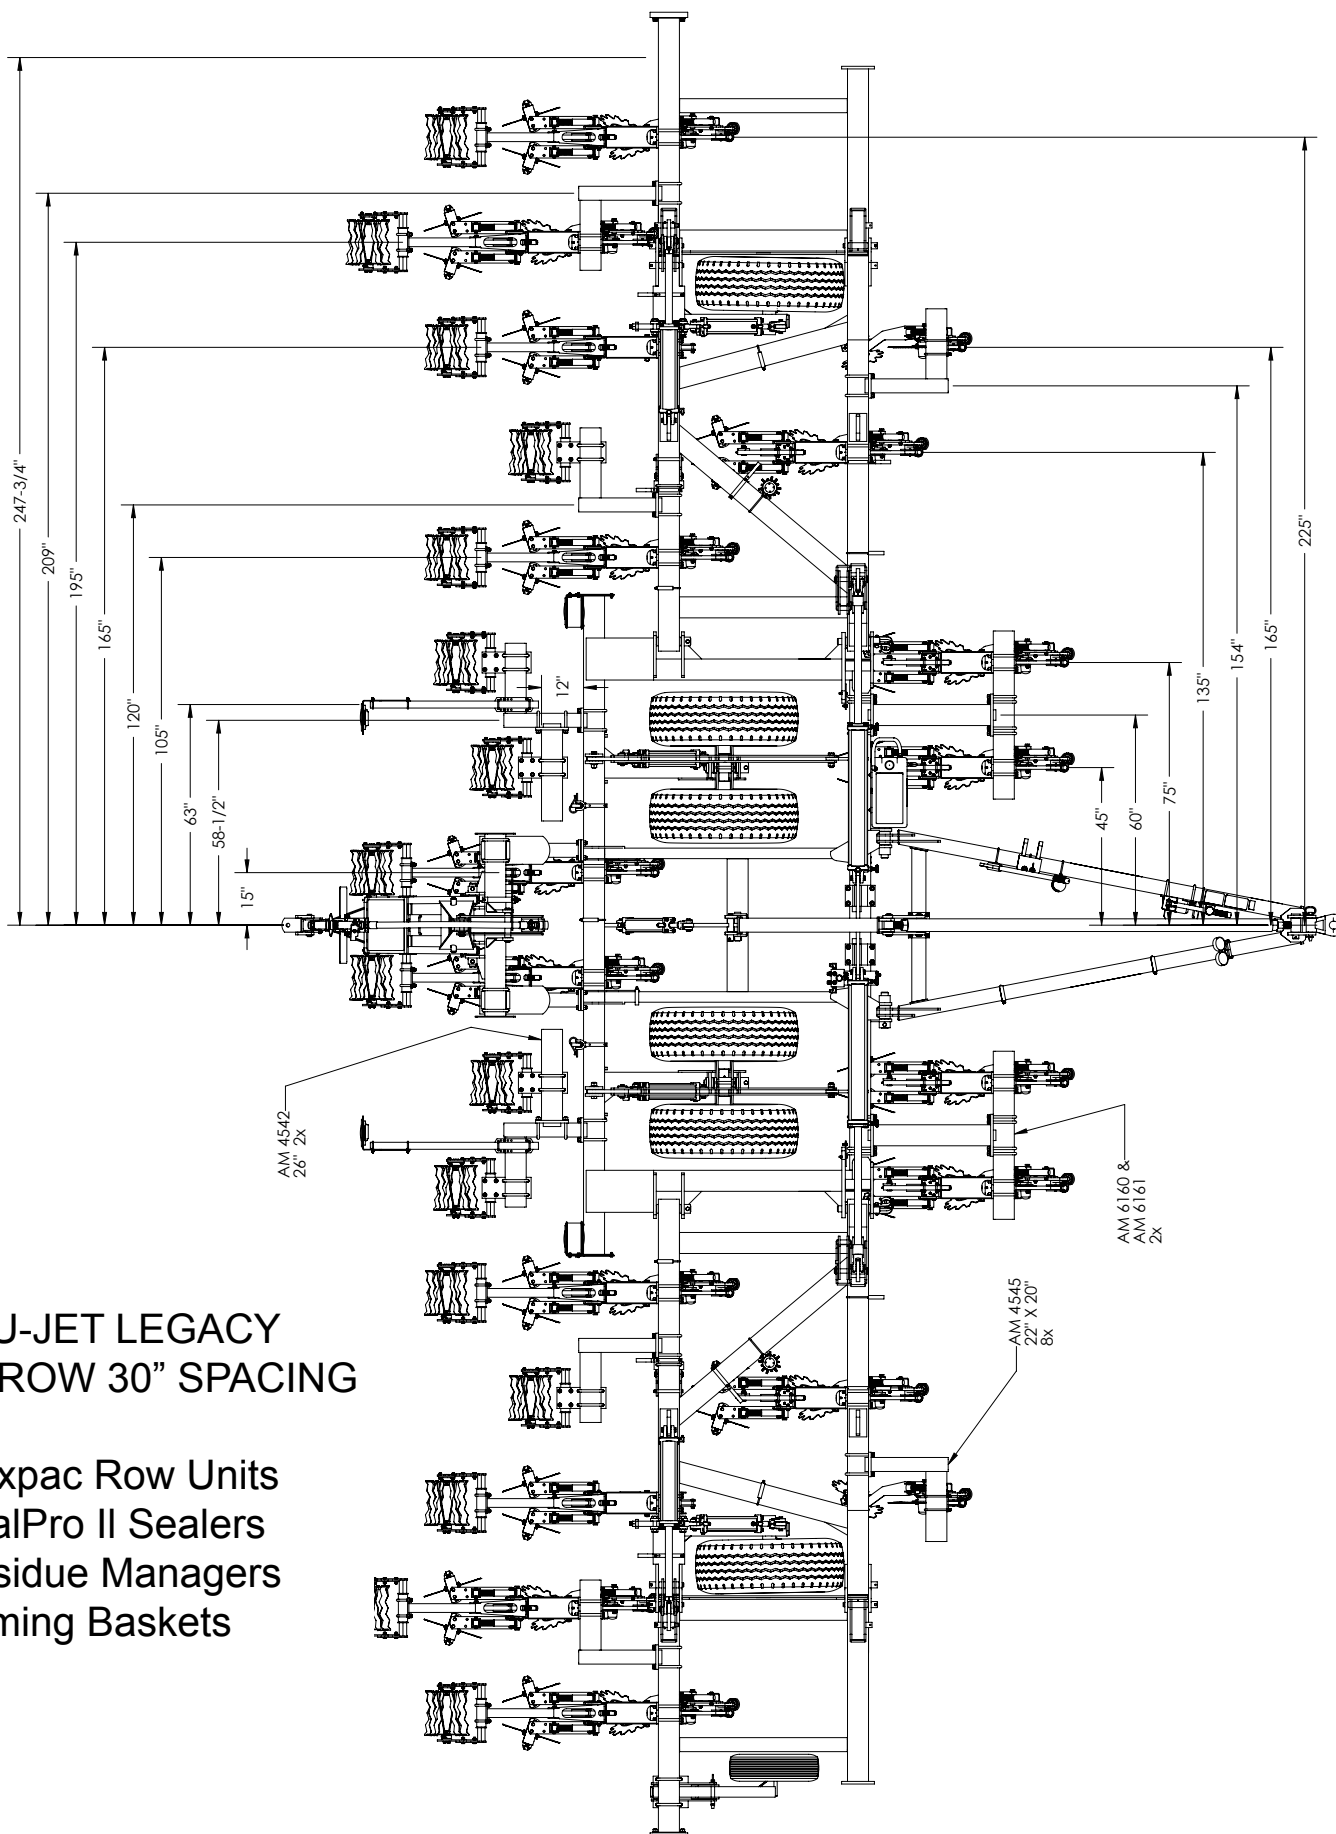 247-3/4"
209"
195"
165"
120"
105"
63"
58-1/2"
15"
12"
225"
165"
154"
135"
75"
60"
45"
AM 4542
26" 2x
AM 6160 &
AM 6161
2x
AM 4545
22" X 20"
8x
U-JET LEGACY
ROW 30” SPACING
xpac Row Units
alPro II Sealers
sidue Managers
ming Baskets